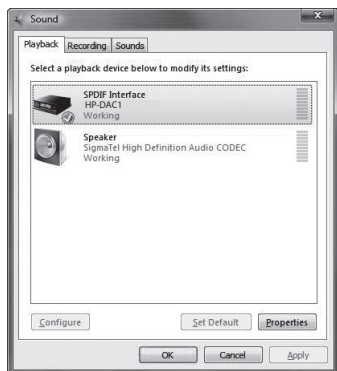 Sound
Playback Recording Sounds
Select a playback device below to modify its settings:
SPDIF Interface
HP-DAC1
Working
Speaker
SigmaTel High Definition Audio CODEC
Working
Configure Set Default Properties
OK Cancel Apply